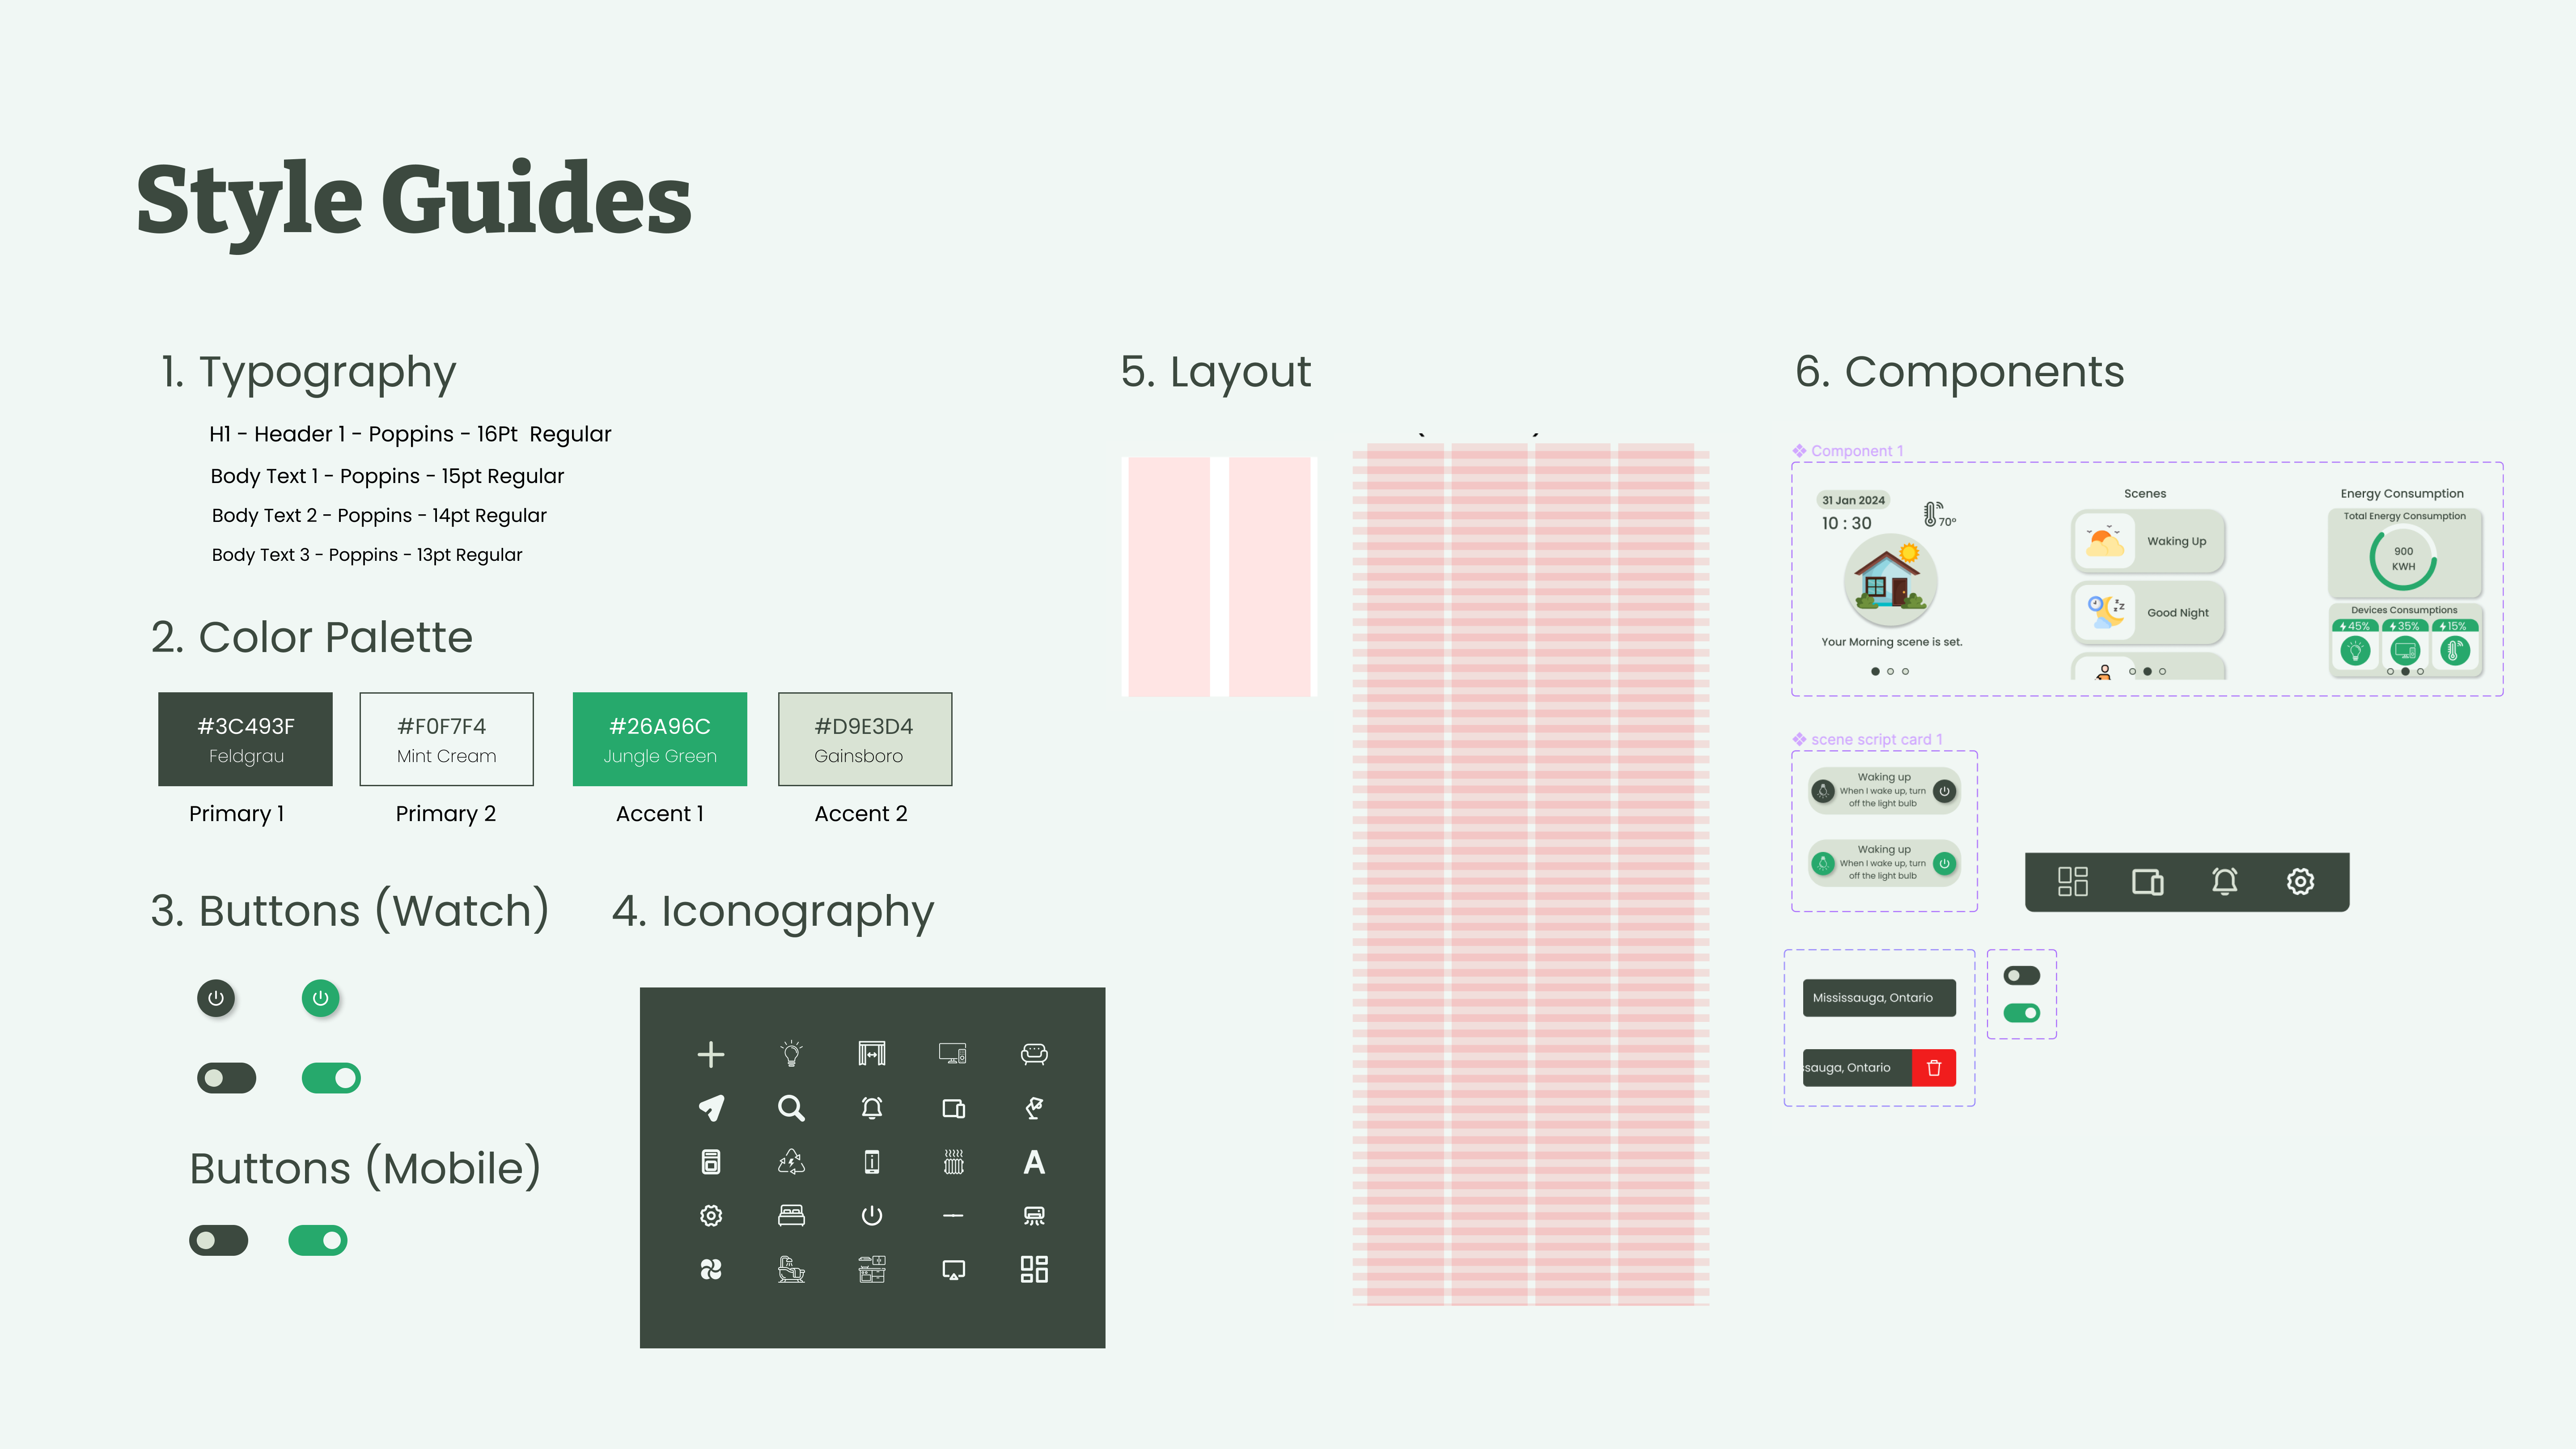 Style Guides
1. Typography
H1 - Header 1 - Poppins - 16Pt Regular
Body Text 1 - Poppins - 15pt Regular
Body Text 2 - Poppins - 14pt Regular
Body Text 3 - Poppins - 13pt Regular
2. Color Palette
#3C493F
Feldgrau
Primary 1
#F0F7F4
Mint Cream
Primary 2
#26A96C
Jungle Green
Accent 1
#D9E3D4
Gainsboro
Accent 2
3. Buttons (Watch)
Buttons (Mobile)
4. Iconography
A
5. Layout
6. Components
Component 1
31 Jan 2024
10 : 30
70°
Your Morning scene is set.
Scenes
Waking Up
Good Night
Energy Consumption
Total Energy Consumption
900
KWH
Devices Consumptions
45%
35%
15%
scene script card 1
Waking up
When I wake up, turn
off the light bulb
Waking up
When I wake up, turn
off the light bulb
Mississauga, Ontario
sauga, Ontario